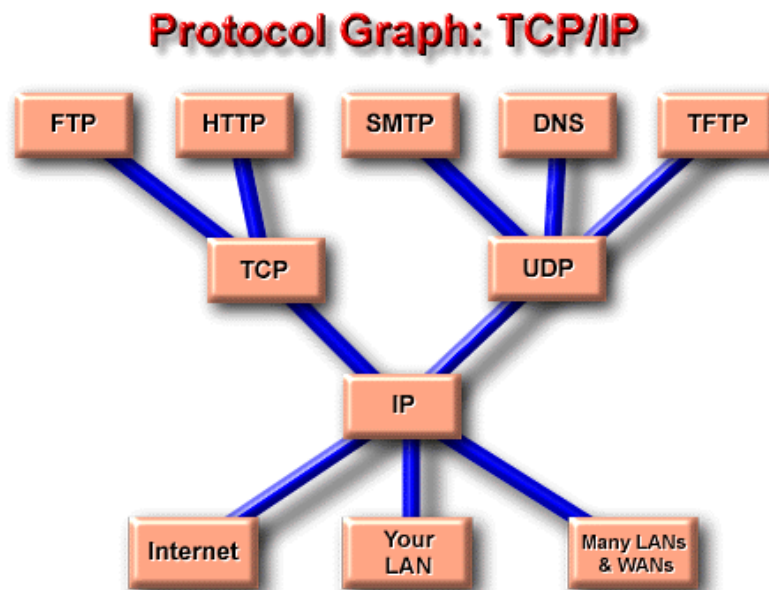 Protocol Graph: TCP/IP
FTP
HTTP
SMTP
DNS
TFTP
TCP
UDP
IP
Internet
Your
LAN
Many LANs
& WANs